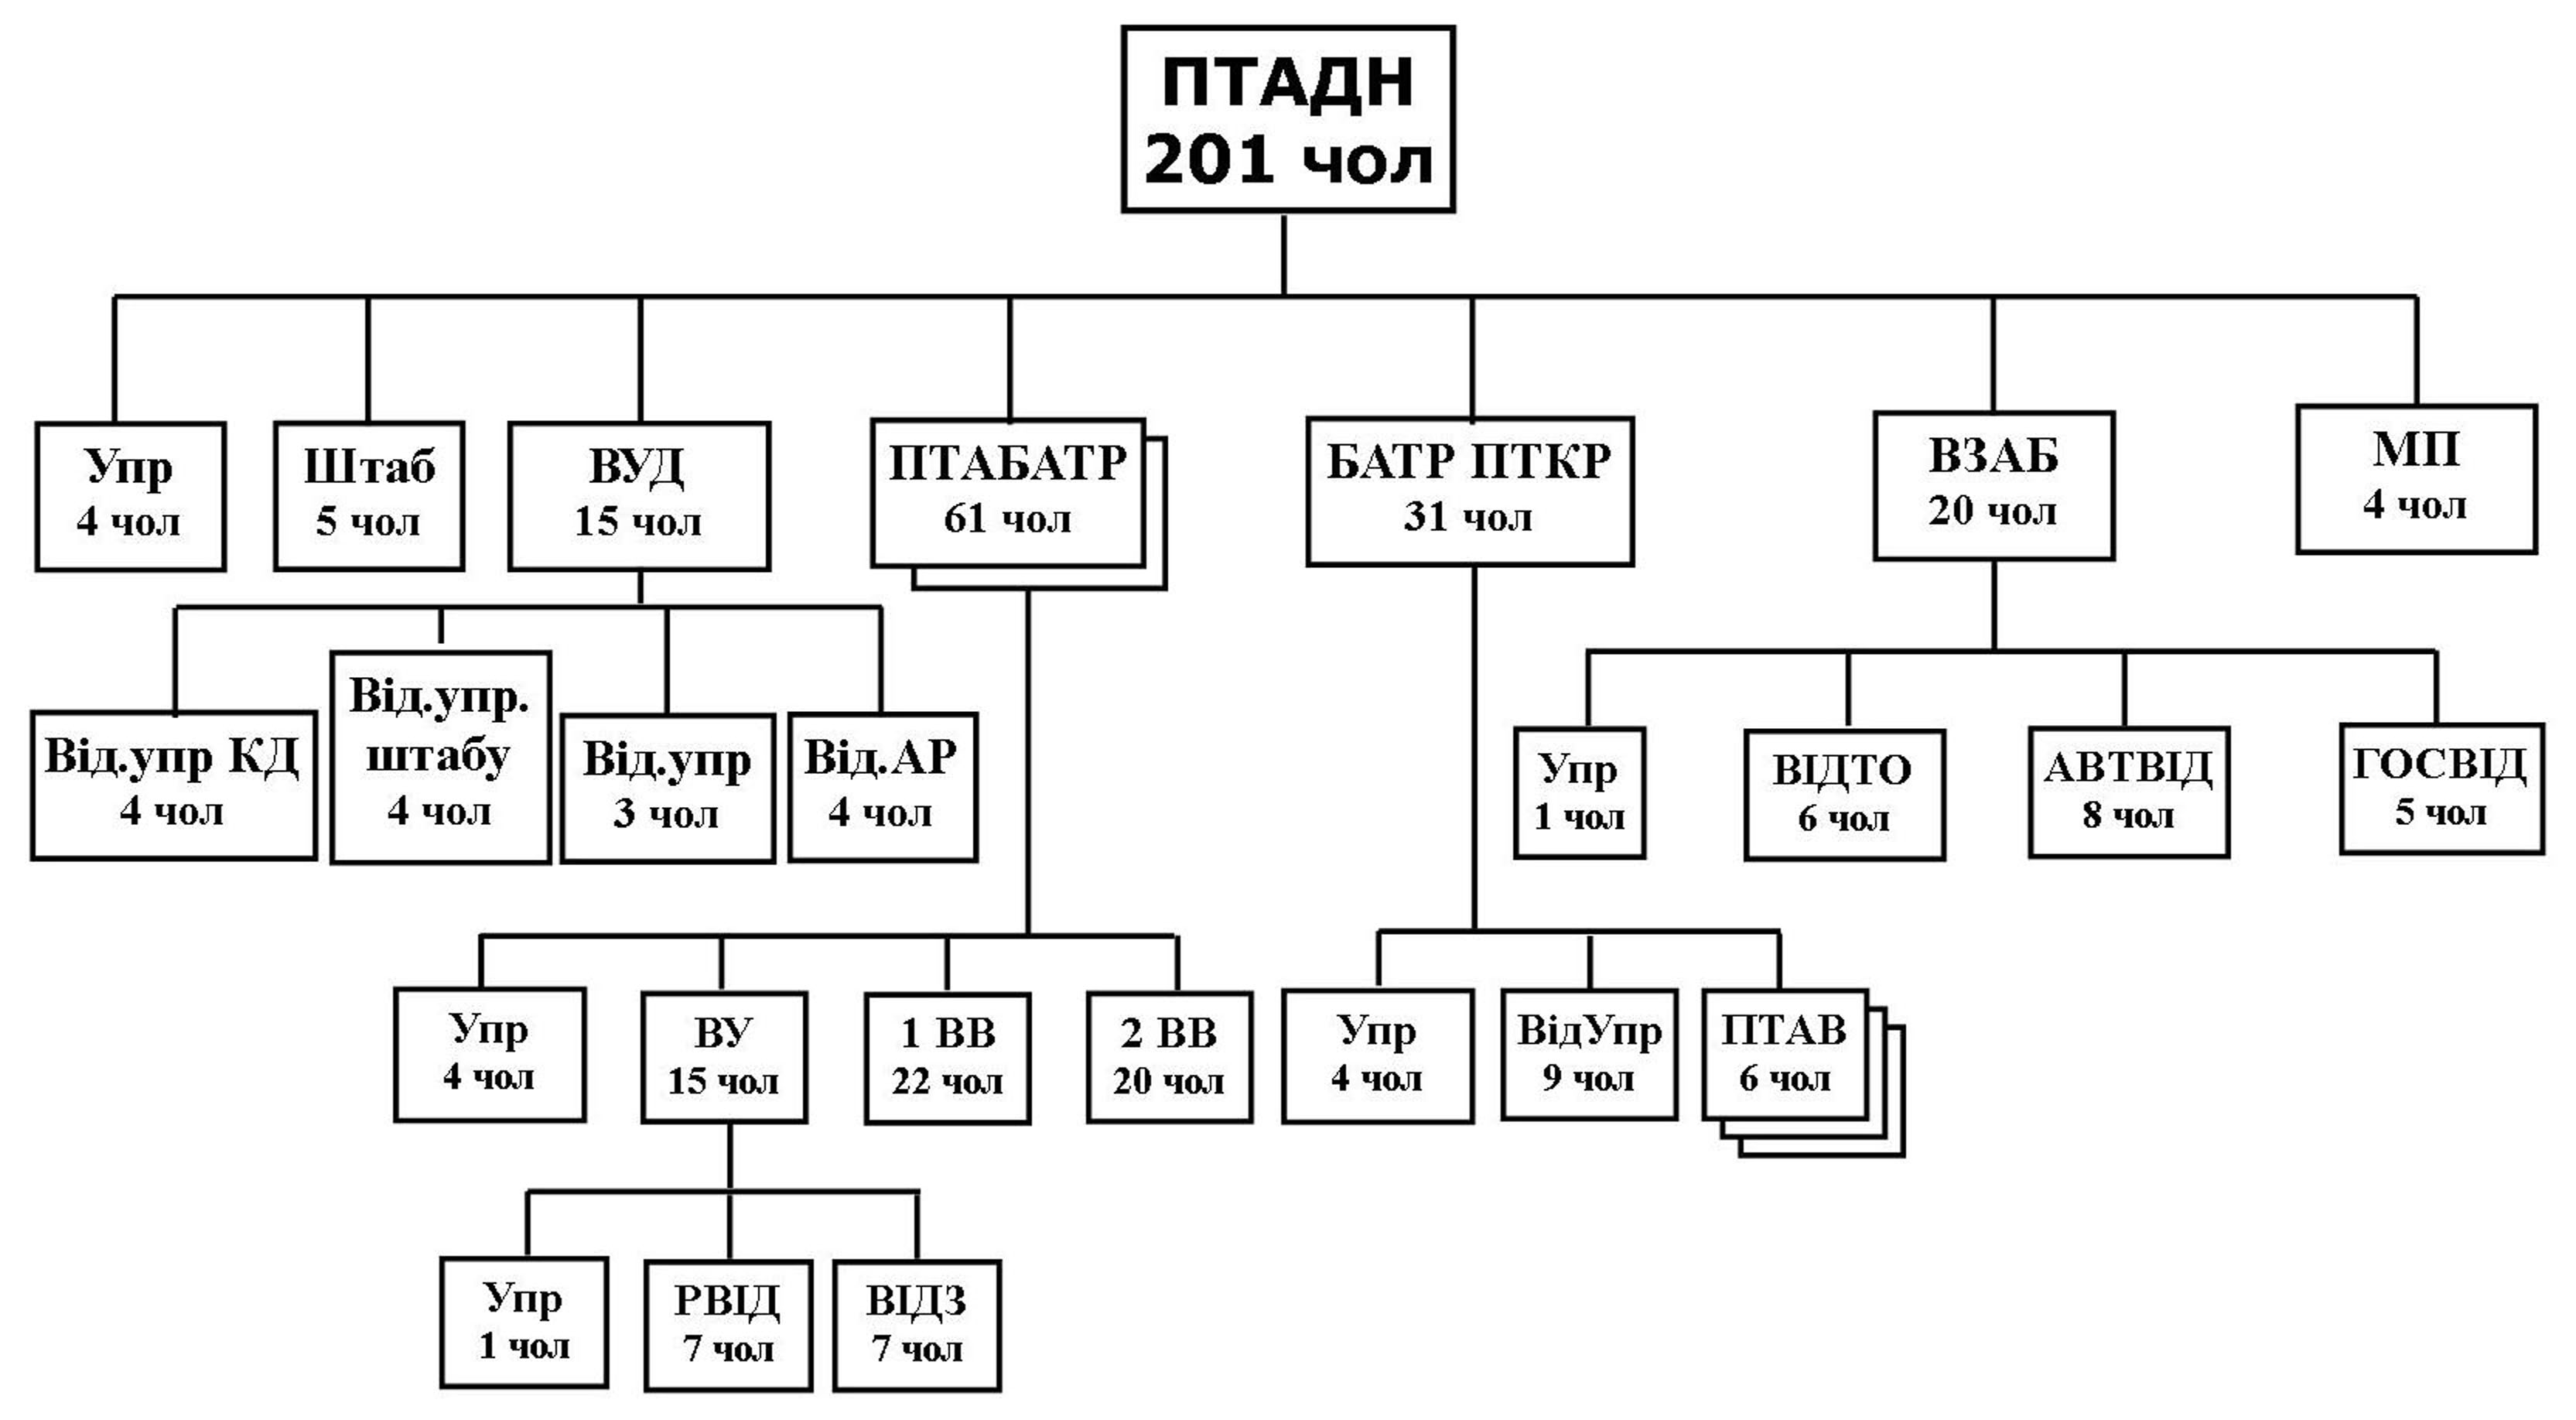 ПТАДН
201 чол
Упр
4 чол
Штаб
5 чол
ВУД
15 чол
ПТАБАТР
61 чол
БАТР ПТКР
31 чол
ВЗАБ
20 чол
МП
4 чол
Від.упр КД
4 чол
Від.упр.
штабу
4 чол
Від.упр
3 чол
Від.АР
4 чол
Упр
1 чол
ВІДТО
6 чол
АВТВІД
8 чол
ГОСВІД
5 чол
Упр
4 чол
ВУ
15 чол
1 ВВ
22 чол
2 ВВ
20 чол
Упр
4 чол
ВідУпр
9 чол
ПТАВ
6 чол
Упр
1 чол
РВІД
7 чол
ВІДЗ
7 чол